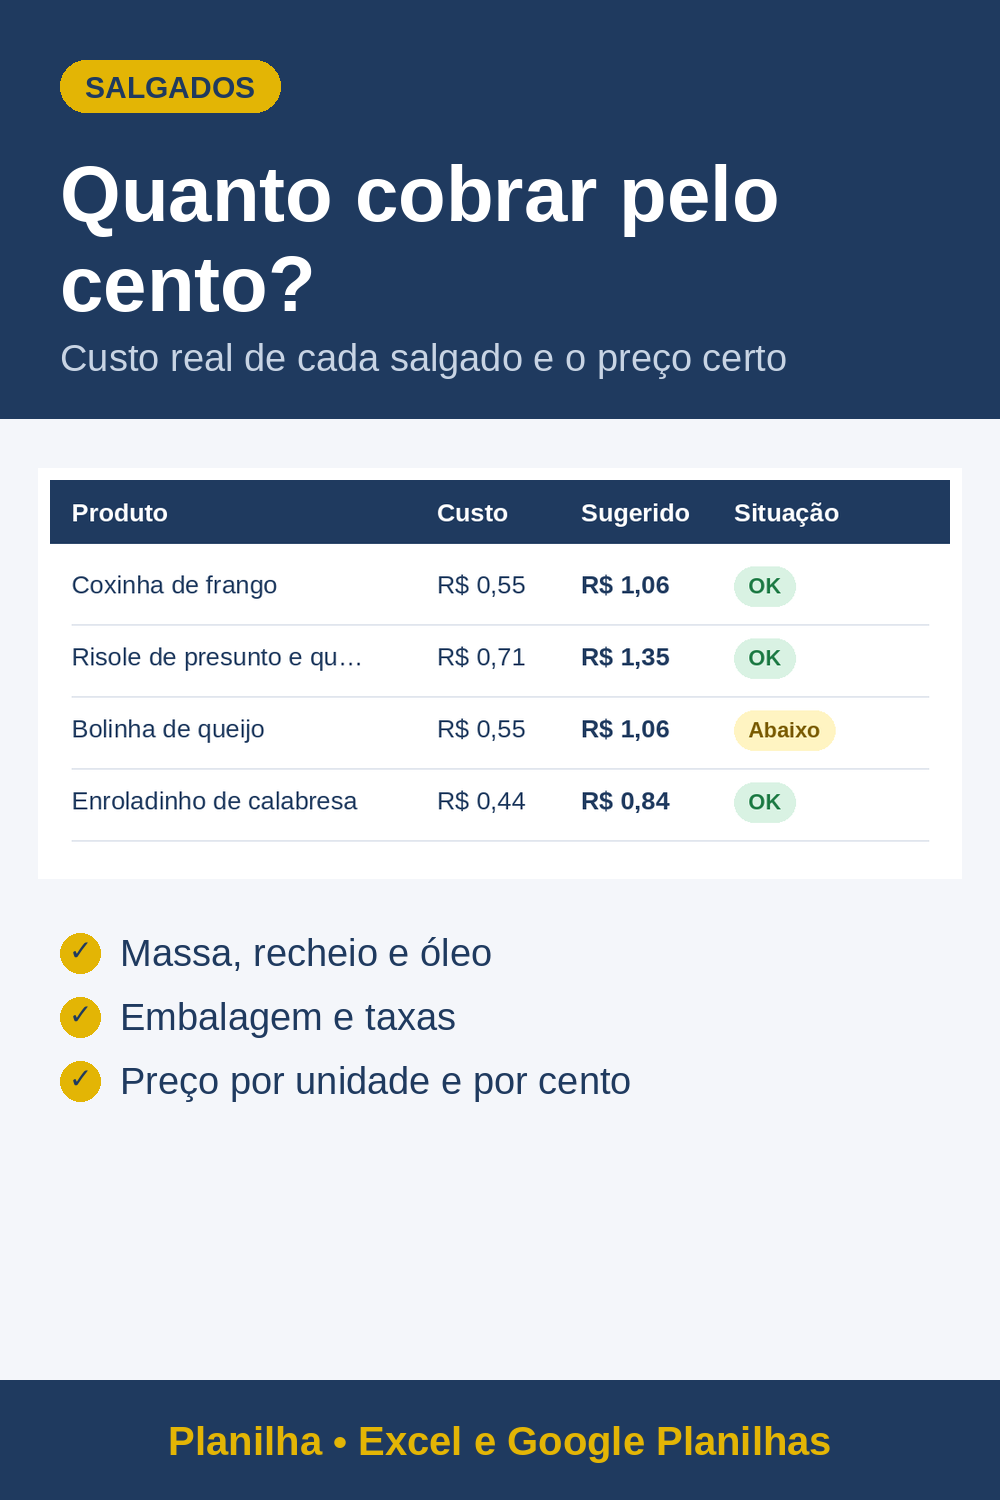 SALGADOS
Quanto cobrar pelo
cento?
Custo real de cada salgado e o preço certo
Produto Custo Sugerido Situação
Coxinha de frango R$ 0,55 R$ 1,06 OK
Risole de presunto e qu… R$ 0,71 R$ 1,35 OK
Bolinha de queijo R$ 0,55 R$ 1,06 Abaixo
Enroladinho de calabresa R$ 0,44 R$ 0,84 OK
✓ Massa, recheio e óleo
✓ Embalagem e taxas
✓ Preço por unidade e por cento
Planilha • Excel e Google Planilhas